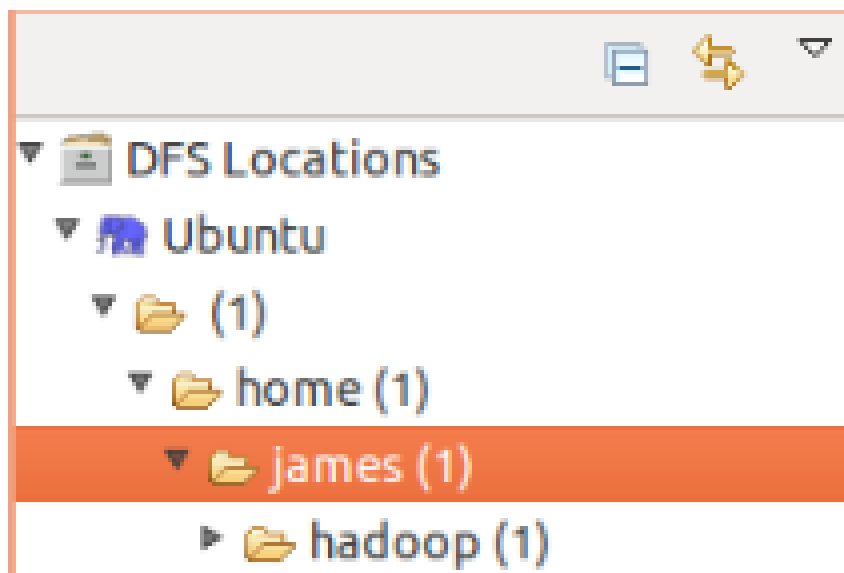 DFS Locations
Ubuntu
(1)
home (1)
james (1)
hadoop (1)